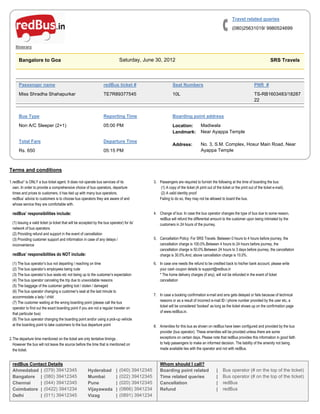 redBus.in
Travel related queries
(080)25631019/ 9980524699
Itinerary
Bangalore to Goa
Saturday, June 30, 2012
SRS Travels
Passenger name
redBus ticket #
Seat Numbers
PNR #
Miss Shradha Shahapurkar
TE7R89377545
10L
TS-RB1603483/18287
22
Bus Type
Reporting Time
Boarding point address
Non A/C Sleeper (2+1)
05:00 PM
Location: Madiwala
Landmark: Near Ayappa Temple
Total Fare
Departure Time
Address: No. 3, S.M. Complex, Hosur Main Road, Near
Ayappa Temple
Rs. 650
05:15 PM
Terms and conditions
1. redbus* is ONLY a bus ticket agent. It does not operate bus services of its
own. In order to provide a comprehensive choice of bus operators, departure
times and prices to customers, it has tied up with many bus operators.
redBus' advice to customers is to choose bus operators they are aware of and
whose service they are comfortable with.
redBus' responsibilities include:
(1) Issuing a valid ticket (a ticket that will be accepted by the bus operator) for its'
network of bus operators
(2) Providing refund and support in the event of cancellation
(3) Providing customer support and information in case of any delays /
inconvenience
redBus' responsibilities do NOT include:
(1) The bus operator's bus not departing / reaching on time
(2) The bus operator's employees being rude
(3) The bus operator's bus seats etc not being up to the customer's expectation
(4) The bus operator canceling the trip due to unavoidable reasons
(5) The baggage of the customer getting lost / stolen / damaged
(6) The bus operator changing a customer's seat at the last minute to
accommodate a lady / child
(7) The customer waiting at the wrong boarding point (please call the bus
operator to find out the exact boarding point if you are not a regular traveler on
that particular bus)
(8) The bus operator changing the boarding point and/or using a pick-up vehicle
at the boarding point to take customers to the bus departure point
2. The departure time mentioned on the ticket are only tentative timings.
However the bus will not leave the source before the time that is mentioned on
the ticket.
3. Passengers are required to furnish the following at the time of boarding the bus:
(1) A copy of the ticket (A print out of the ticket or the print out of the ticket e-mail).
(2) A valid identity proof
Failing to do so, they may not be allowed to board the bus.
4. Change of bus: In case the bus operator changes the type of bus due to some reason,
redBus will refund the differential amount to the customer upon being intimated by the
customers in 24 hours of the journey.
5. Cancellation Policy: For SRS Travels: Between 0 hours to 4 hours before journey, the
cancellation charge is 100.0%.Between 4 hours to 24 hours before journey, the
cancellation charge is 50.0%.Between 24 hours to 3 days before journey, the cancellation
charge is 30.0%.And, above cancellation charge is 15.0%.
6. In case one needs the refund to be credited back to his/her bank account, please write
your cash coupon details to support@redbus.in
* The home delivery charges (if any), will not be refunded in the event of ticket
cancellation
7. In case a booking confirmation e-mail and sms gets delayed or fails because of technical
reasons or as a result of incorrect e-mail ID / phone number provided by the user etc, a
ticket will be considered 'booked' as long as the ticket shows up on the confirmation page
of www.redBus.in.
8. Amenities for this bus as shown on redBus have been configured and provided by the bus
provider (bus operator). These amenities will be provided unless there are some
exceptions on certain days. Please note that redBus provides this information in good faith
to help passengers to make an informed decision. The liability of the amenity not being
made available lies with the operator and not with redBus.
redBus Contact Details
Ahmedabad | (079) 39412345 Hyderabad | (040) 39412345
Bangalore | (080) 39412345 Mumbai | (022) 39412345
Chennai | (044) 39412345 Pune | (020) 39412345
Coimbatore | (0422) 3941234 Vijayawada | (0866) 3941234
Delhi | (011) 39412345 Vizag | (0891) 3941234
Whom should I call?
Boarding point related | Bus operator (# on the top of the ticket)
Time related queries | Bus operator (# on the top of the ticket)
Cancellation | redBus
Refund | redBus